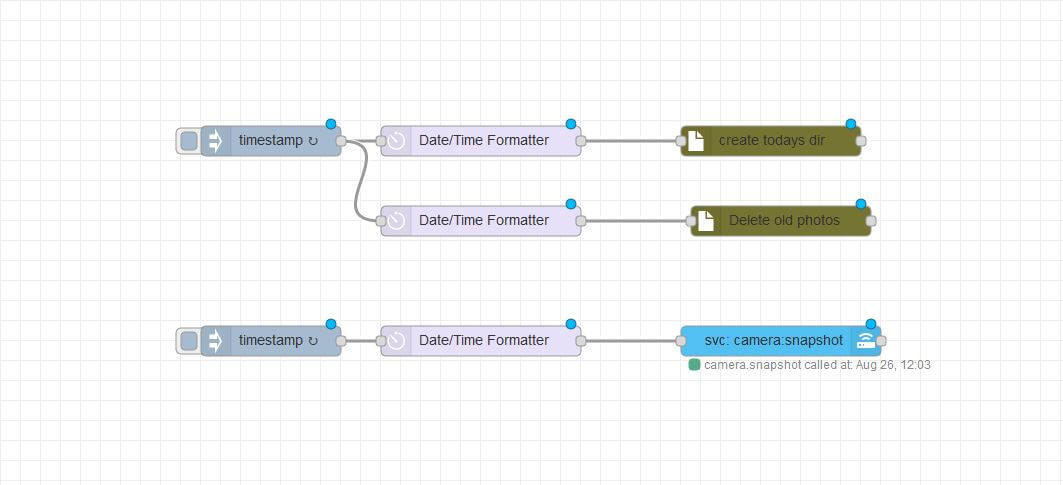 timestamp ↻
Date/Time Formatter
create todays dir
Date/Time Formatter
Delete old photos
timestamp ↻
Date/Time Formatter
svc: camera:snapshot
camera.snapshot called at: Aug 26, 12:03